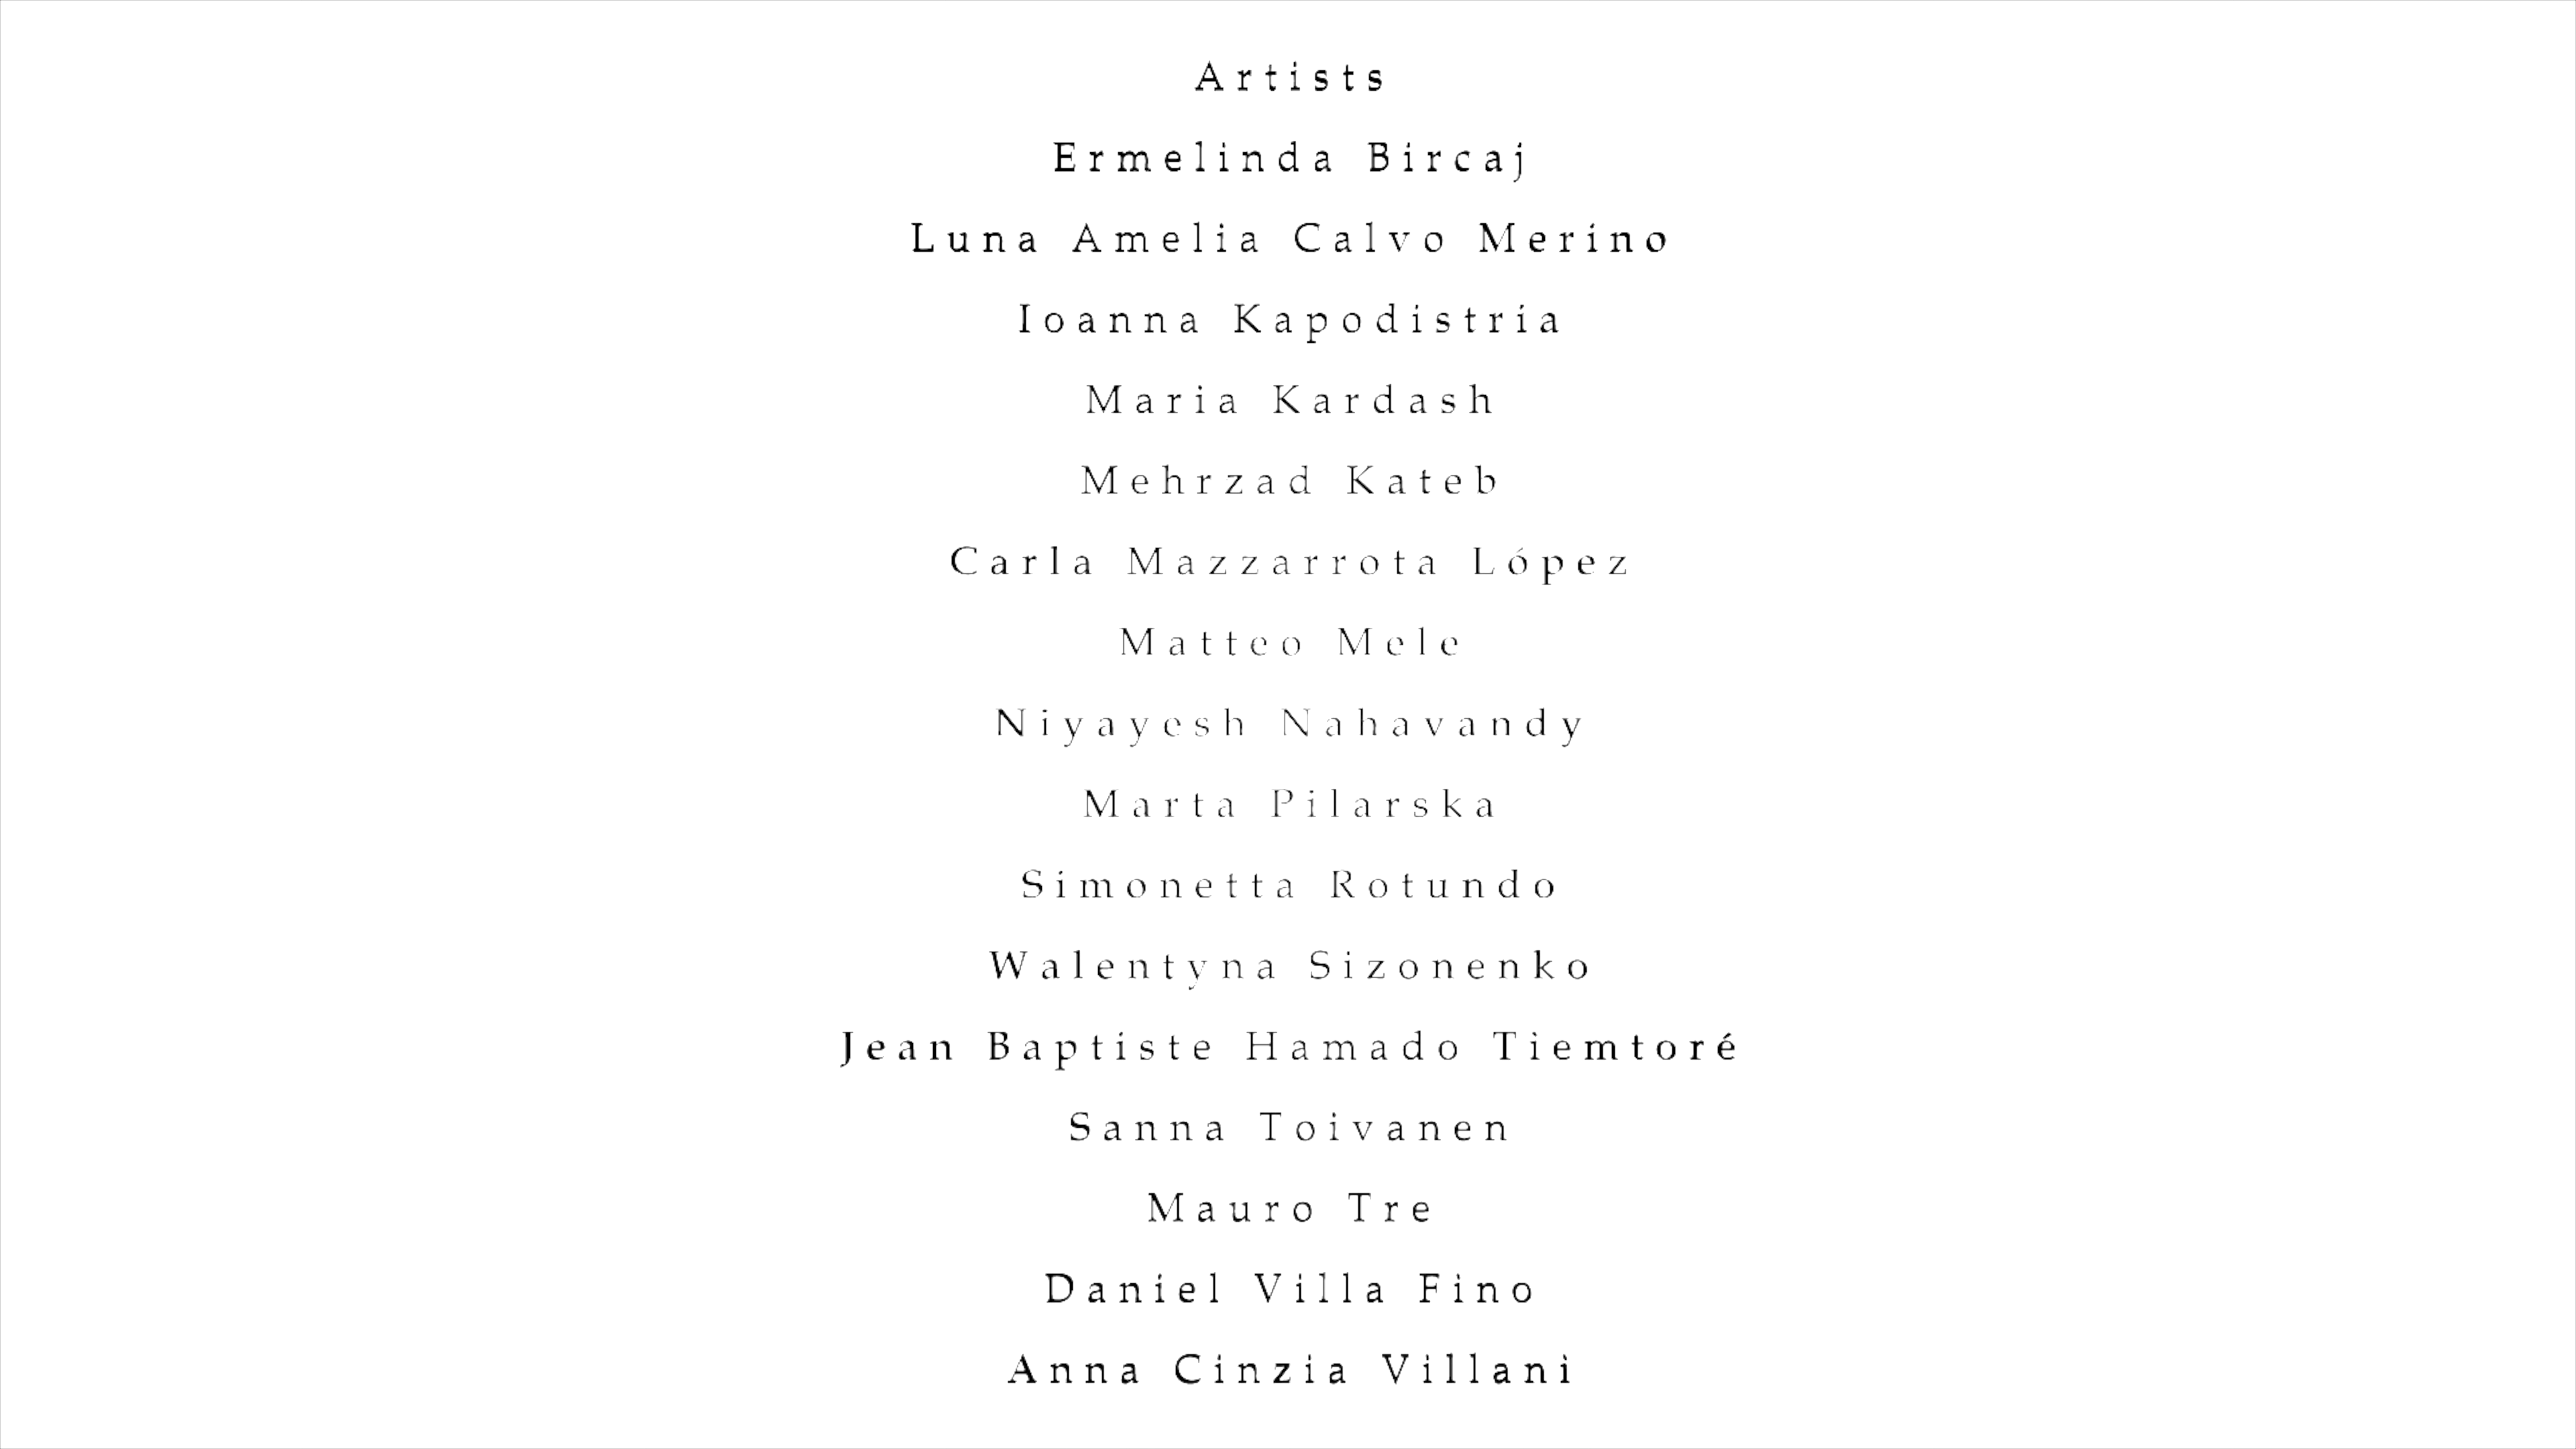 Artists
Ermelinda Bircaj
Luna Amelia Calvo Merino
Ioanna Kapodistria
Maria Kardash
Mehrzad Kateb
Carla Mazzarrota López
Matteo Mele
Niyayesh Nahavandy
Marta Pilarska
Simonetta Rotundo
Walentyna Sizonenko
Jean Baptiste Hamado Tiemtoré
Sanna Toivanen
Mauro Tre
Daniel Villa Fino
Anna Cinzia Villani